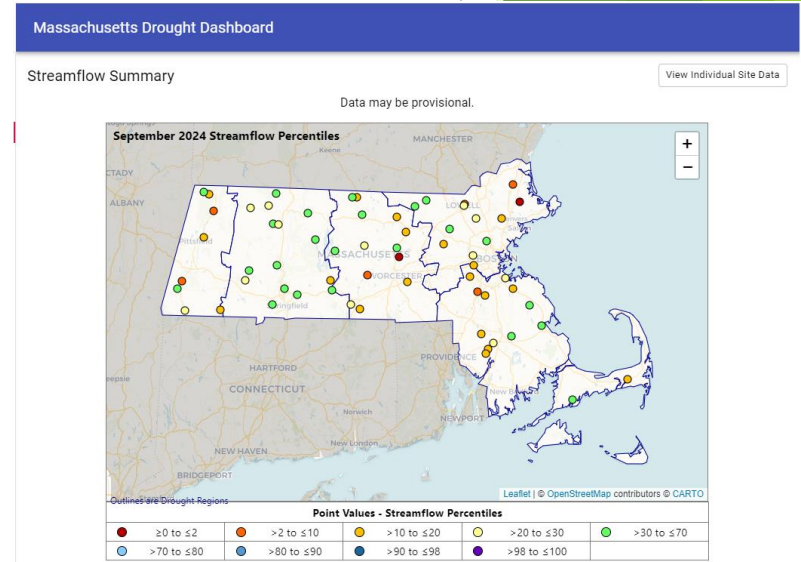 Massachusetts Drought Dashboard
Streamflow Summary
View Individual Site Data
Data may be provisional.
September 2024 Streamflow Percentiles
+
−
MANCHESTER
Keene
ALBANY
Pittsfield
MASSACHUSETTS
WORCESTER
BOSTON
HARTFORD
CONNECTICUT
PROVIDENCE
Norwich
NEWPORT
New London
NEW HAVEN
BRIDGEPORT
Outlines are Drought Regions
Leaflet | © OpenStreetMap contributors © CARTO
Point Values - Streamflow Percentiles
≥0 to ≤2 >2 to ≤10 >10 to ≤20 >20 to ≤30 >30 to ≤70
>70 to ≤80 >80 to ≤90 >90 to ≤98 >98 to ≤100